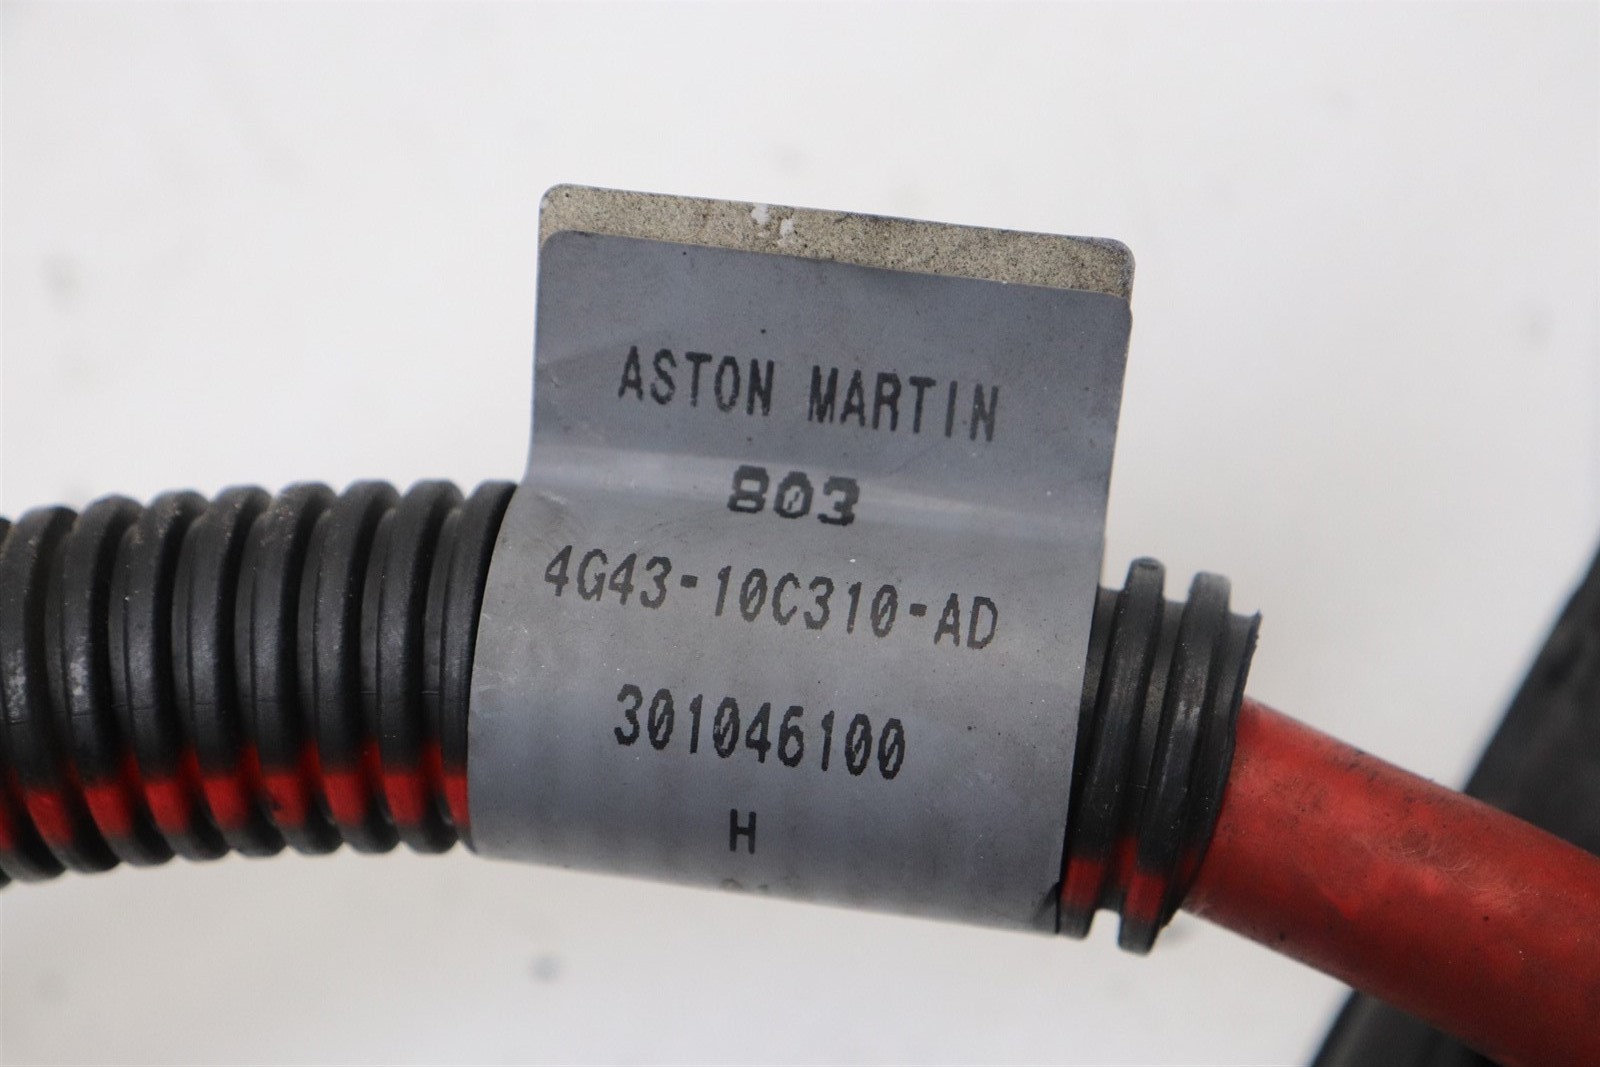 ASTON MARTIN
803
4G43-10C310-AD
301046100
H